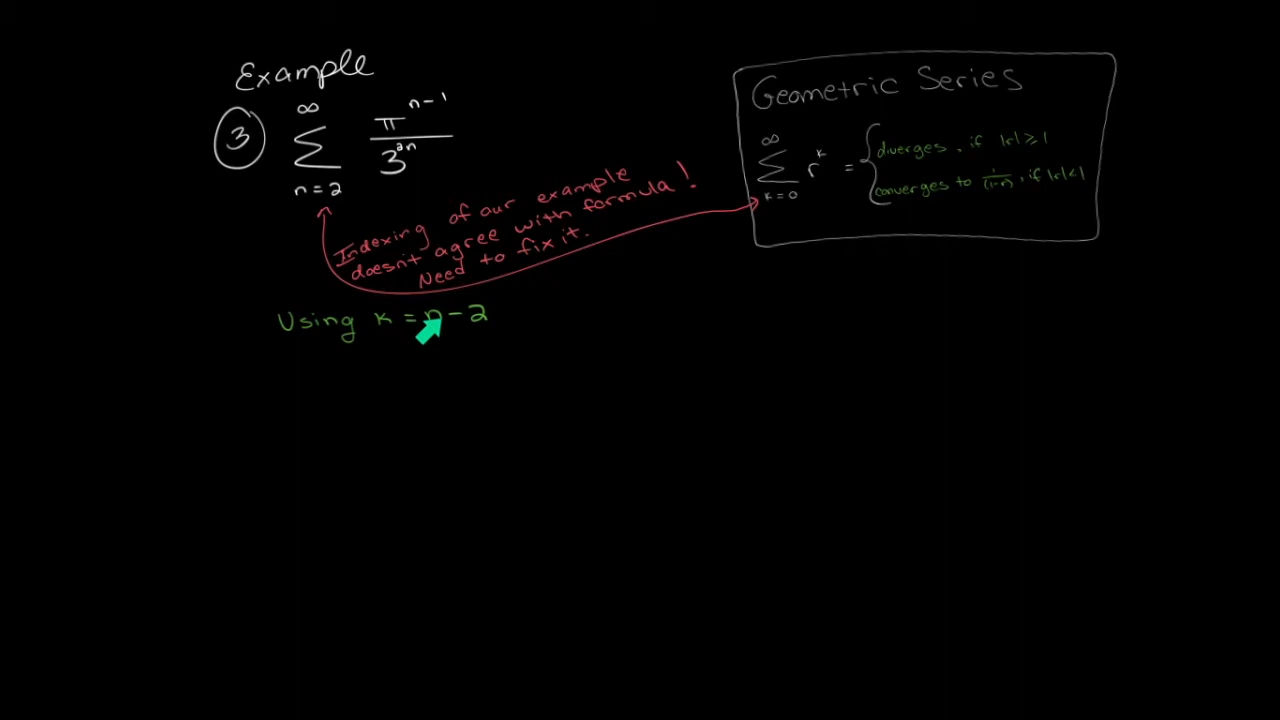 Example
③ ∞ ∑ n=2 π^(n-1) / 3^(2n)
Indexing of our example
doesn't agree with formula!
Need to fix it.
Using k = n - 2
Geometric Series
∞ ∑ k=0 r^k = { diverges, if |r| ≥ 1
converges to 1/(1-r), if |r| < 1